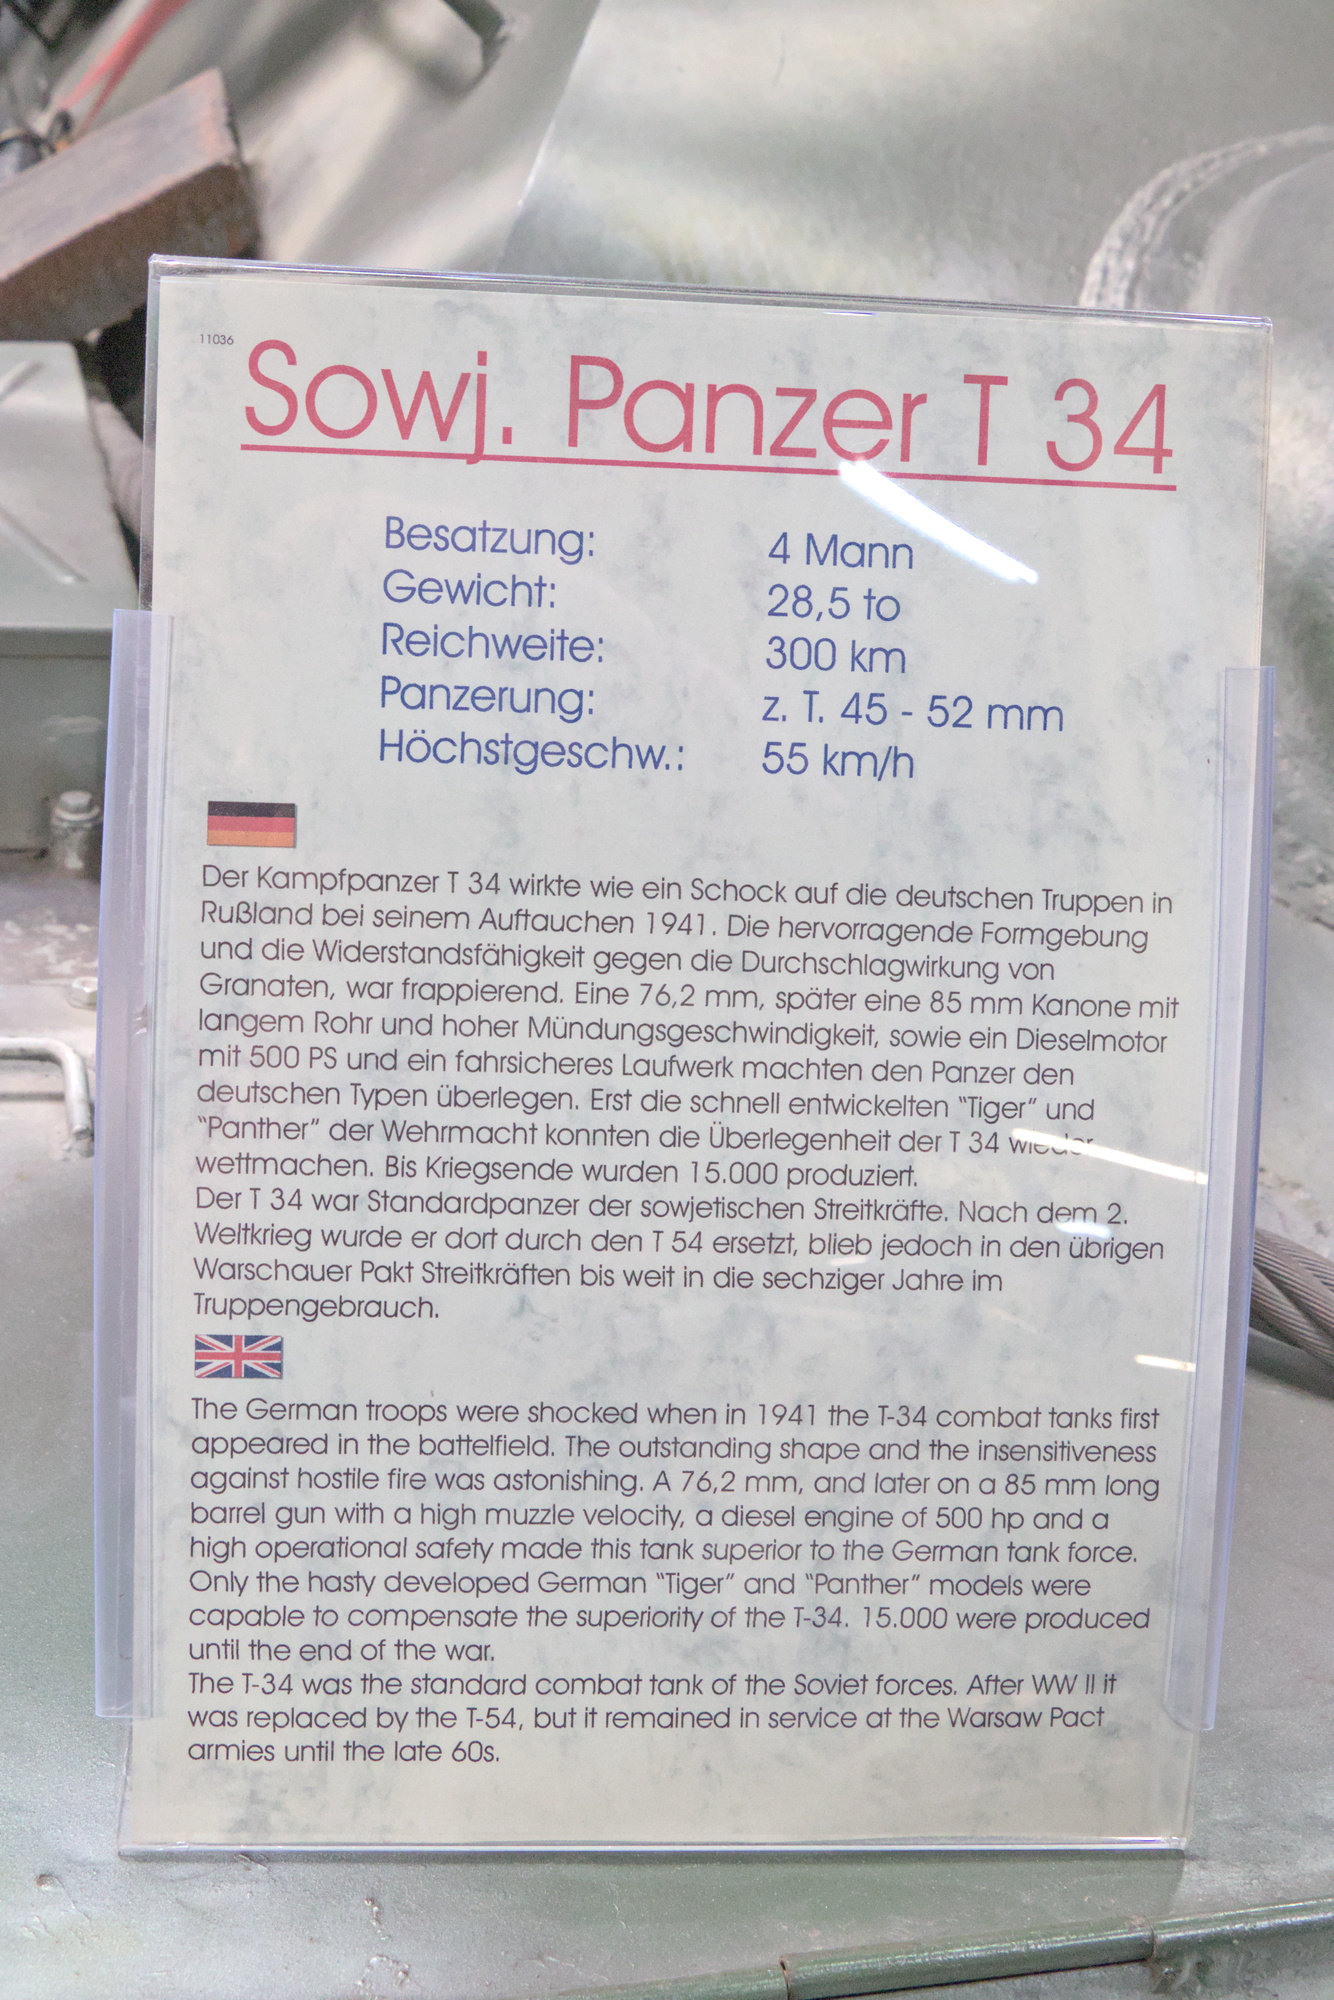 11036
Sowj. Panzer T 34
Besatzung: 4 Mann
Gewicht: 28,5 to
Reichweite: 300 km
Panzerung: z. T. 45 - 52 mm
Höchstgeschw.: 55 km/h
Der Kampfpanzer T 34 wirkte wie ein Schock auf die deutschen Truppen in
Rußland bei seinem Auftauchen 1941. Die hervorragende Formgebung
und die Widerstandsfähigkeit gegen die Durchschlagwirkung von
Granaten, war frappierend. Eine 76,2 mm, später eine 85 mm Kanone mit
langem Rohr und hoher Mündungsgeschwindigkeit, sowie ein Dieselmotor
mit 500 PS und ein fahrsicheres Laufwerk machten den Panzer den
deutschen Typen überlegen. Erst die schnell entwickelten "Tiger" und
"Panther" der Wehrmacht konnten die Überlegenheit der T 34 wieder
wettmachen. Bis Kriegsende wurden 15.000 produziert.
Der T 34 war Standardpanzer der sowjetischen Streitkräfte. Nach dem 2.
Weltkrieg wurde er dort durch den T 54 ersetzt, blieb jedoch in den übrigen
Warschauer Pakt Streitkräften bis weit in die sechziger Jahre im
Truppengebrauch.
The German troops were shocked when in 1941 the T-34 combat tanks first
appeared in the battelfield. The outstanding shape and the insensitiveness
against hostile fire was astonishing. A 76,2 mm, and later on a 85 mm long
barrel gun with a high muzzle velocity, a diesel engine of 500 hp and a
high operational safety made this tank superior to the German tank force.
Only the hasty developed German "Tiger" and "Panther" models were
capable to compensate the superiority of the T-34. 15.000 were produced
until the end of the war.
The T-34 was the standard combat tank of the Soviet forces. After WW II it
was replaced by the T-54, but it remained in service at the Warsaw Pact
armies until the late 60s.